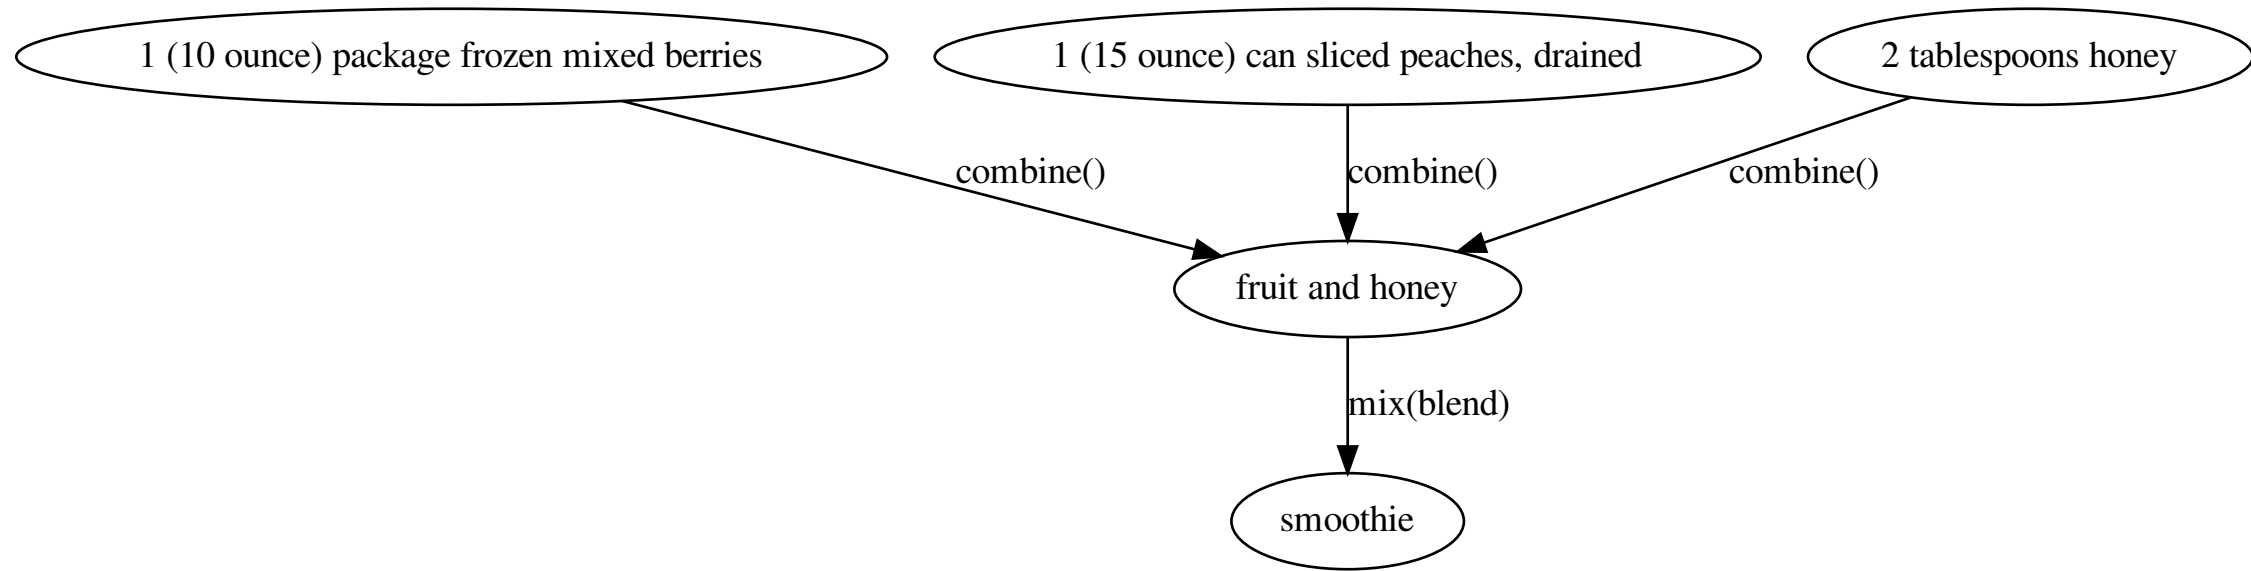 1 (10 ounce) package frozen mixed berries
1 (15 ounce) can sliced peaches, drained
2 tablespoons honey
combine()
combine()
combine()
fruit and honey
mix(blend)
smoothie